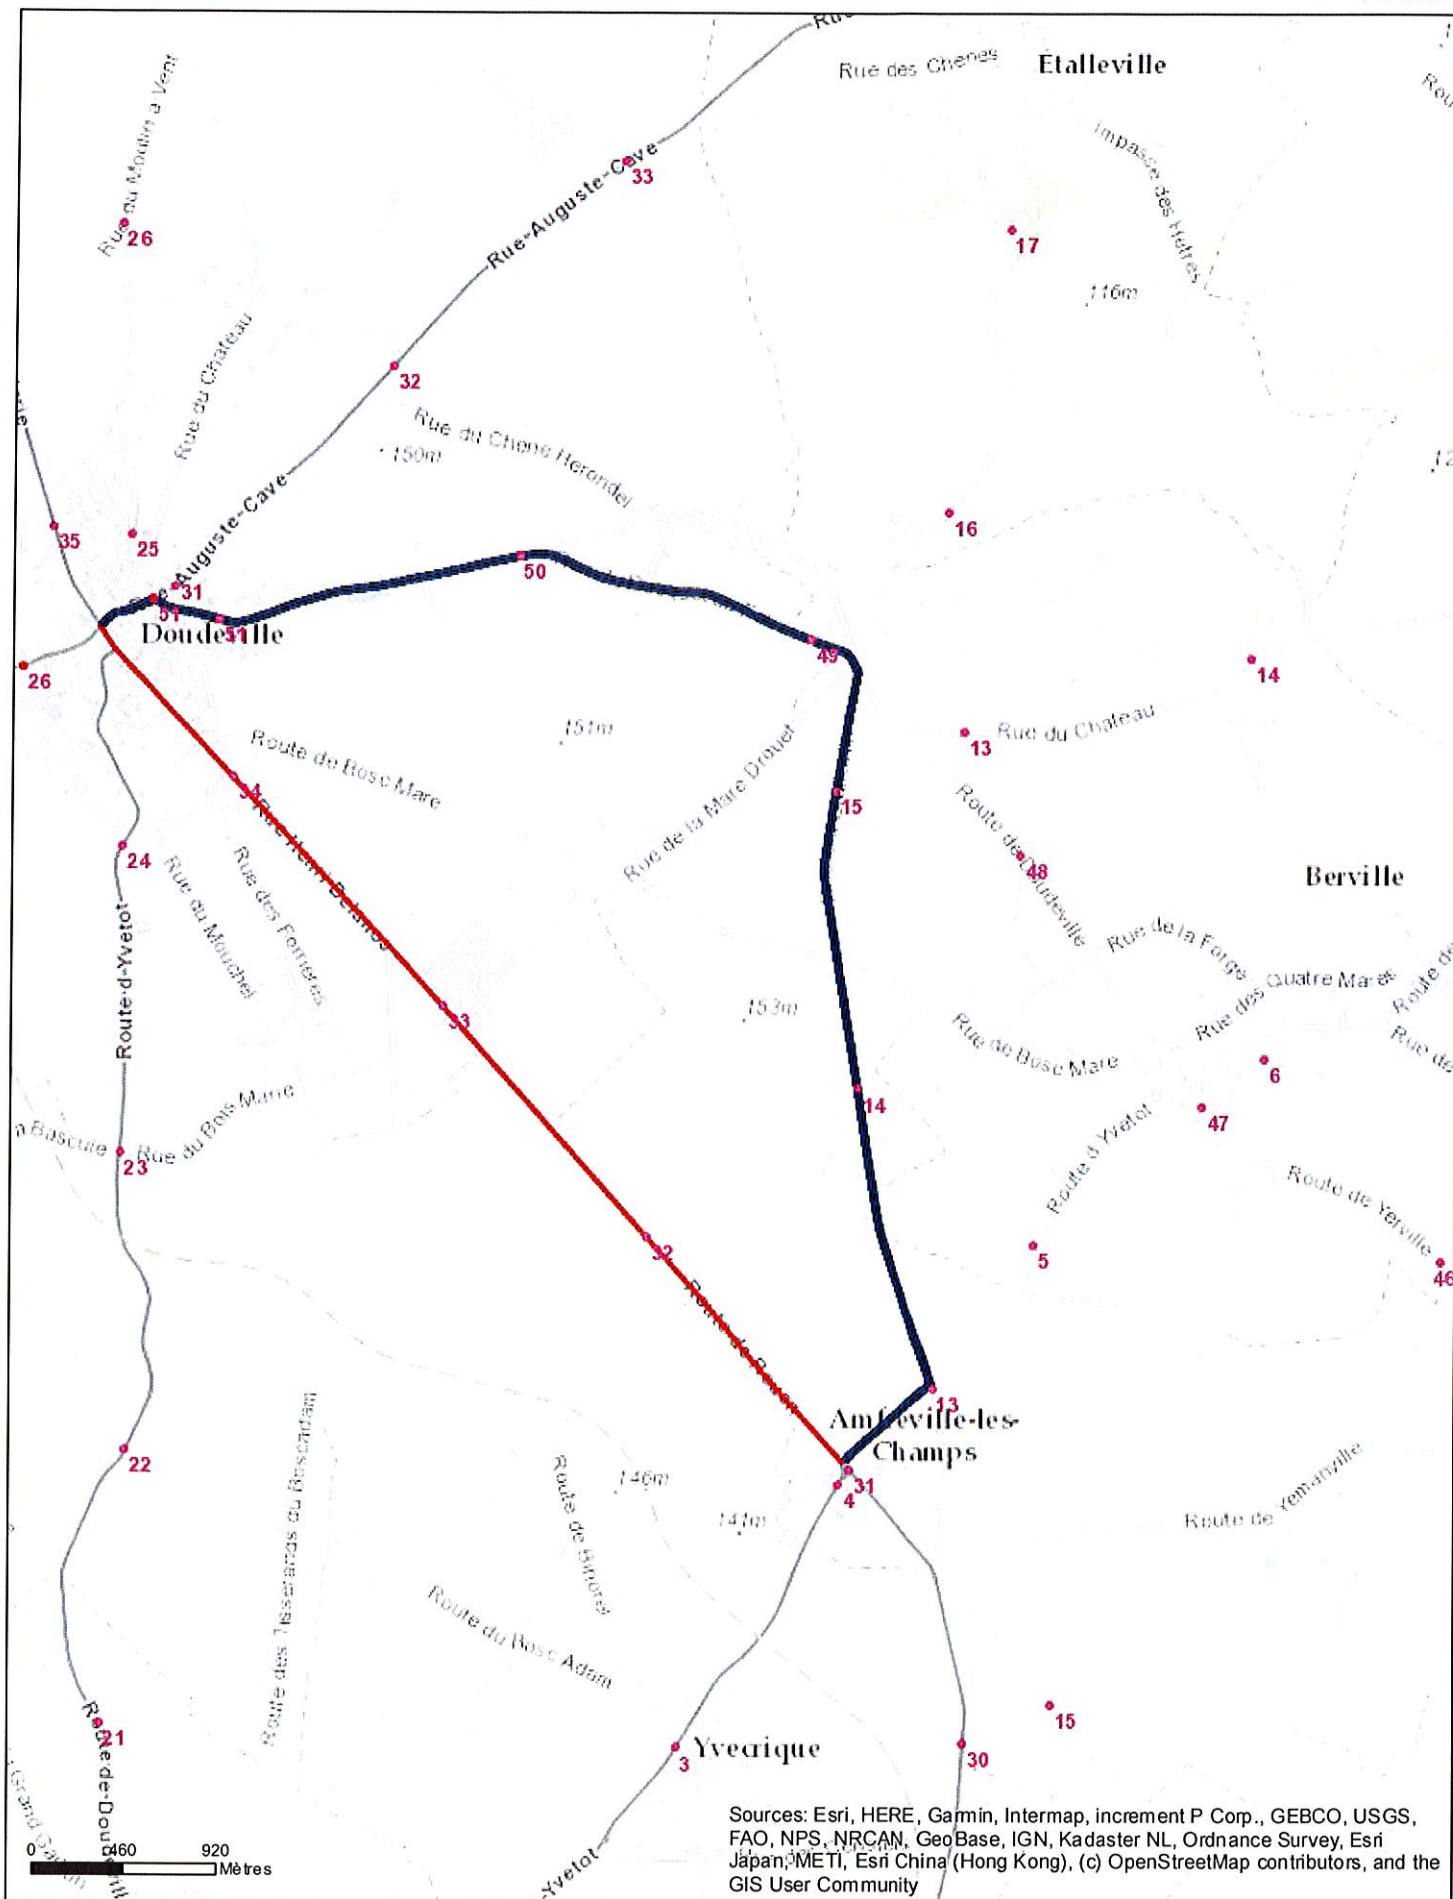 Rue des Chenes
Etalleville
Rue du Moulin a Vent
Impasse des Hetres
Rue-Auguste-Cave
33
26
17
116m
Rue du Chateau
32
Rue du Chene Herondel
150m
Auguste-Cave
16
35
25
50
31
51
51
Doudeville
49
26
14
151m
13
Rue du Chateau
Route de Bosc Mare
34
15
Rue de la Mare Drouet
Route de Doudeville
24
48
Berville
Rue du Mouchel
Rue des Ferrieres
Rue de la Forge
Route-d-Yvetot
Rue des Quatre Mares
Route de
153m
33
Rue de Bosc Mare
Rue de
6
14
47
Rue du Bois Marie
23
Route d Yvetot
Route de Yerville
5
32
46
13
Amfreville-les-
Champs
22
146m
31
4
141m
Route de Yemanville
Route des Tisserands du Boscadam
Route du Bosc Adam
15
21
3
Yvecrique
30
0 460 920
Mètres
Yvetot
Sources: Esri, HERE, Garmin, Intermap, increment P Corp., GEBCO, USGS,
FAO, NPS, NRCAN, GeoBase, IGN, Kadaster NL, Ordnance Survey, Esri
Japan, METI, Esri China (Hong Kong), (c) OpenStreetMap contributors, and the
GIS User Community